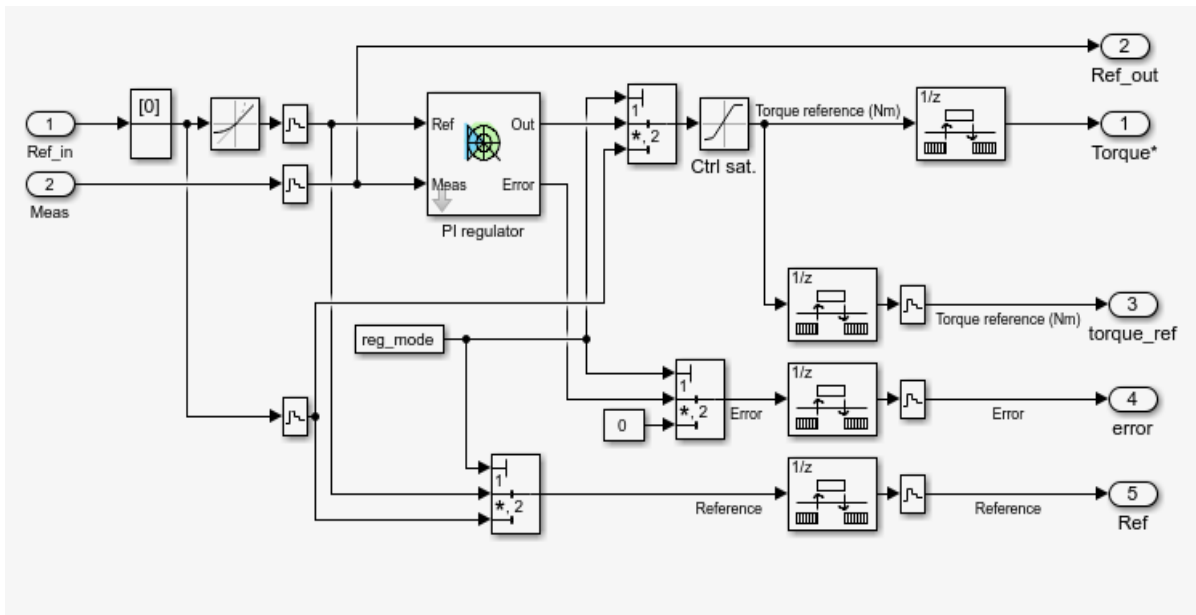 2
Ref_out
[0]
1
Ref_in
Ref
Out
1
*, 2
Torque reference (Nm)
1/z
1
Torque*
Ctrl sat.
2
Meas
Meas
Error
PI regulator
1/z
3
Torque reference (Nm)
torque_ref
reg_mode
1/z
1
*, 2
Error
0
4
Error
error
1/z
1
*, 2
Reference
5
Reference
Ref